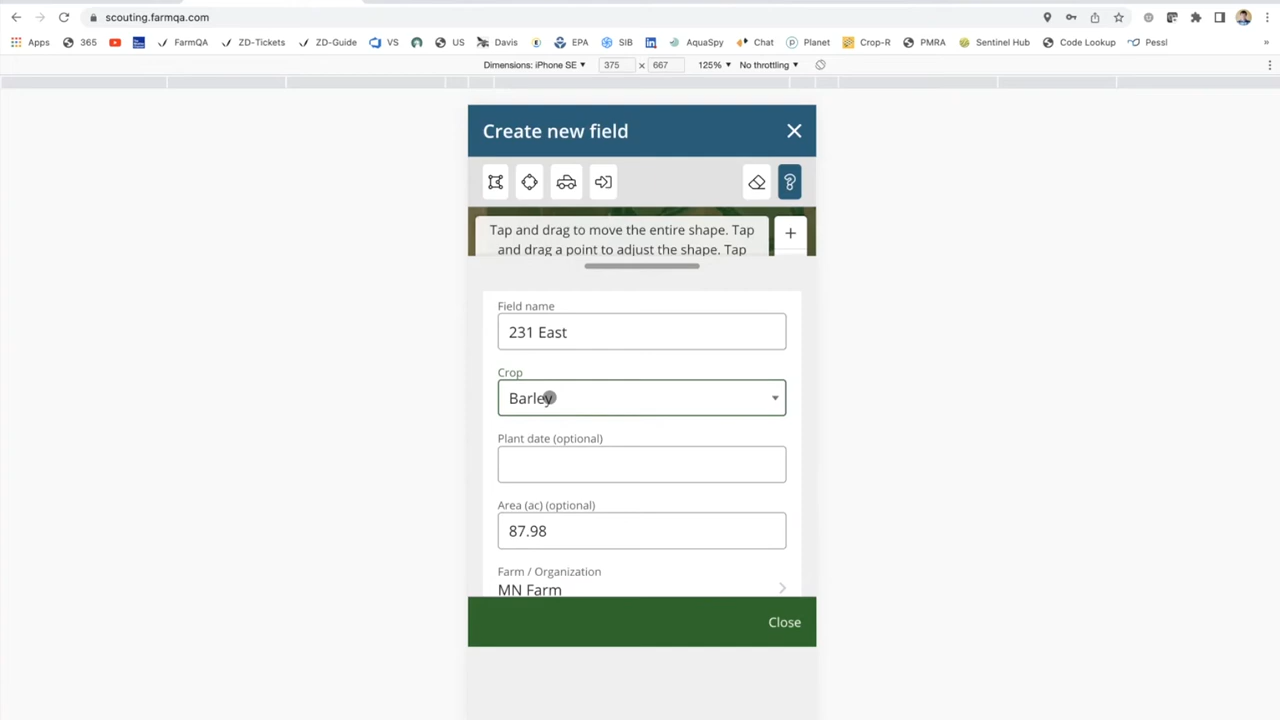 scouting.farmqa.com
Apps 365 FarmQA ZD-Tickets ZD-Guide VS US Davis EPA SIB AquaSpy Chat Planet Crop-R PMRA Sentinel Hub Code Lookup Pessl »
Dimensions: iPhone SE ▼ 375 x 667 125% ▼ No throttling ▼
Create new field
Tap and drag to move the entire shape. Tap
and drag a point to adjust the shape. Tap
+
Field name
231 East
Crop
Barley
Plant date (optional)
Area (ac) (optional)
87.98
Farm / Organization
MN Farm
Close